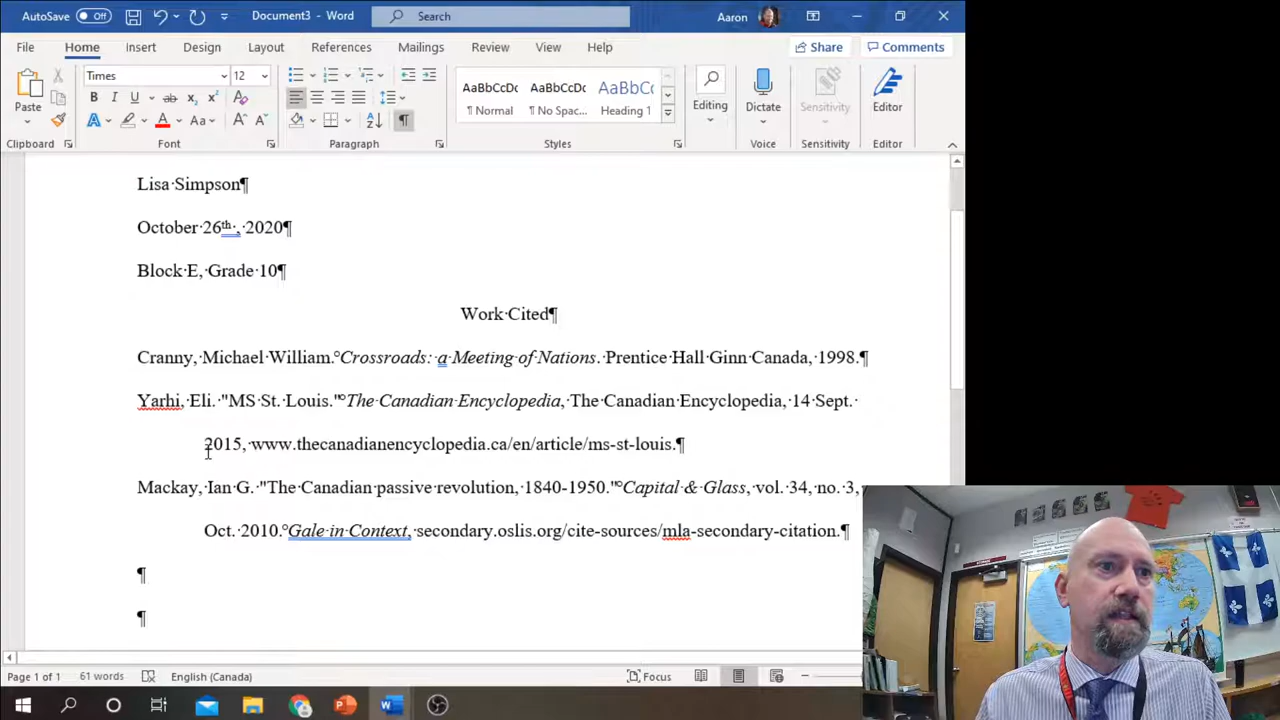 AutoSave Off Document3 - Word Search Aaron
File Home Insert Design Layout References Mailings Review View Help Share Comments
Times 12
AaBbCcDc AaBbCcDc AaBbCc
Paste B I U ab x₂ x² ¶ Normal ¶ No Spac... Heading 1 Editing Dictate Sensitivity Editor
A A Aa A A
Clipboard Font Paragraph Styles Voice Sensitivity Editor
Lisa·Simpson¶
October·26th·,·2020¶
Block·E,·Grade·10¶
Work·Cited¶
Cranny,·Michael·William.°Crossroads:·a·Meeting·of·Nations.·Prentice·Hall·Ginn·Canada,·1998.¶
Yarhi,·Eli.·"MS·St.·Louis."°The·Canadian·Encyclopedia,·The·Canadian·Encyclopedia,·14·Sept.·
2015,·www.thecanadianencyclopedia.ca/en/article/ms-st-louis.¶
Mackay,·Ian·G.·"The·Canadian·passive·revolution,·1840-1950."°Capital·&·Glass,·vol.·34,·no.·3,·
Oct.·2010.°Gale·in·Context,·secondary.oslis.org/cite-sources/mla-secondary-citation.¶
¶
¶
Page 1 of 1 61 words English (Canada) Focus